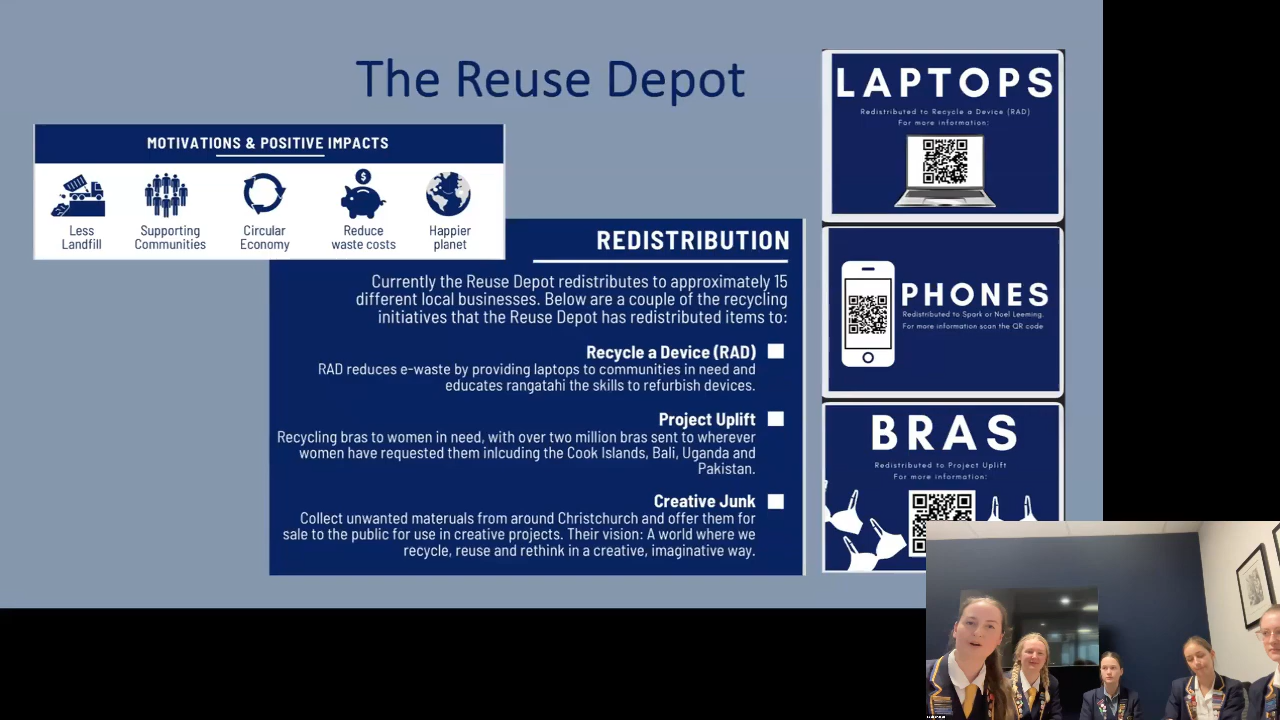 The Reuse Depot
MOTIVATIONS & POSITIVE IMPACTS
Less
Landfill
Supporting
Communities
Circular
Economy
$
Reduce
waste costs
Happier
planet
REDISTRIBUTION
Currently the Reuse Depot redistributes to approximately 15
different local businesses. Below are a couple of the recycling
initiatives that the Reuse Depot has redistributed items to:
Recycle a Device (RAD)
RAD reduces e-waste by providing laptops to communities in need and
educates rangatahi the skills to refurbish devices.
Project Uplift
Recycling bras to women in need, with over two million bras sent to wherever
women have requested them inlcuding the Cook Islands, Bali, Uganda and
Pakistan.
Creative Junk
Collect unwanted materuals from around Christchurch and offer them for
sale to the public for use in creative projects. Their vision: A world where we
recycle, reuse and rethink in a creative, imaginative way.
LAPTOPS
Redistributed to Recycle a Device (RAD)
For more information:
PHONES
Redistributed to Spark or Noel Leeming.
For more information scan the QR code
BRAS
Redistributed to Project Uplift
For more information: